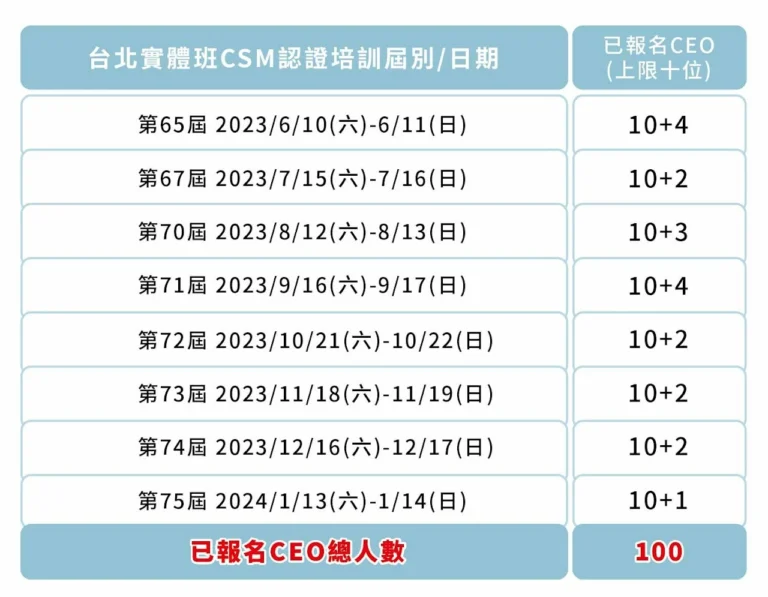 台北實體班CSM認證培訓屆別/日期
已報名CEO
(上限十位)
第65屆 2023/6/10(六)-6/11(日)
10+4
第67屆 2023/7/15(六)-7/16(日)
10+2
第70屆 2023/8/12(六)-8/13(日)
10+3
第71屆 2023/9/16(六)-9/17(日)
10+4
第72屆 2023/10/21(六)-10/22(日)
10+2
第73屆 2023/11/18(六)-11/19(日)
10+2
第74屆 2023/12/16(六)-12/17(日)
10+2
第75屆 2024/1/13(六)-1/14(日)
10+1
已報名CEO總人數
100